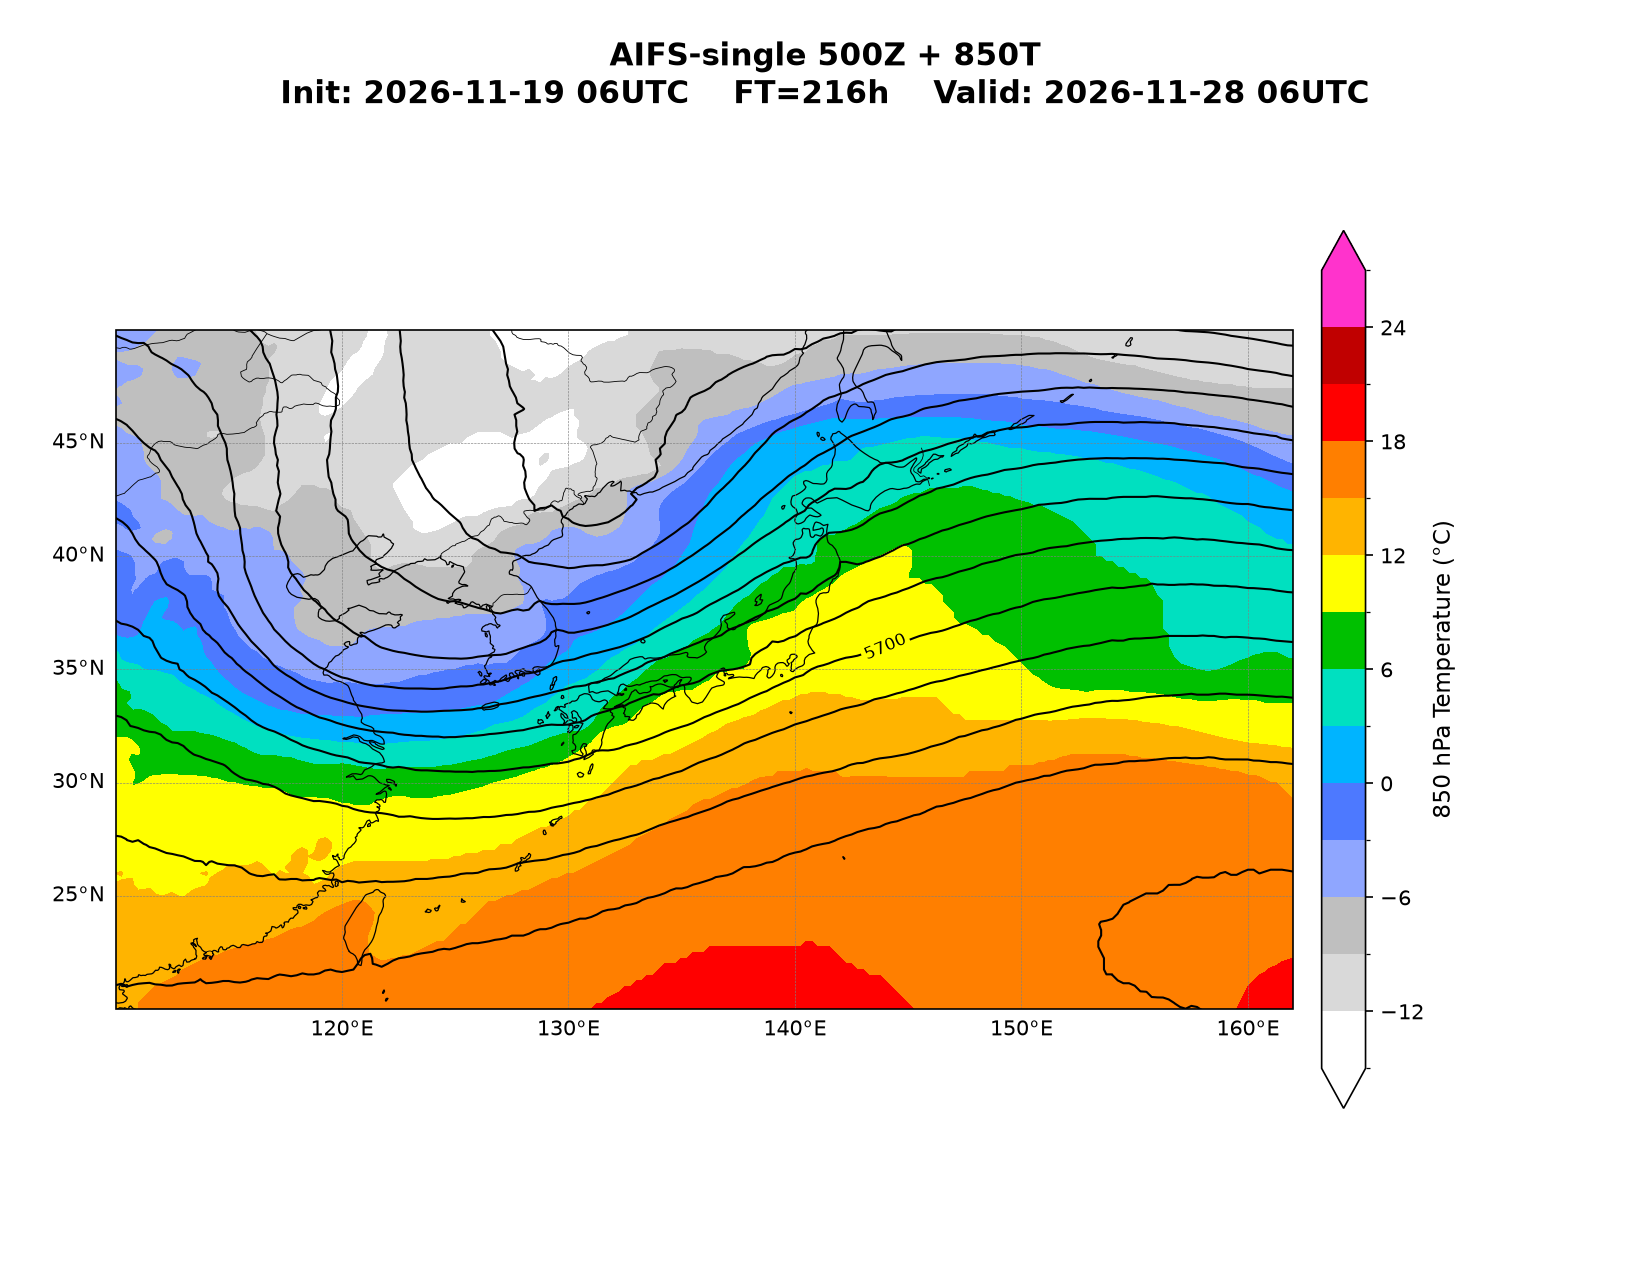 AIFS-single 500Z + 850T
Init: 2026-11-19 06UTC    FT=216h    Valid: 2026-11-28 06UTC
45°N
40°N
35°N
30°N
25°N
120°E
130°E
140°E
150°E
160°E
5700
24
18
12
6
0
−6
−12
850 hPa Temperature (°C)